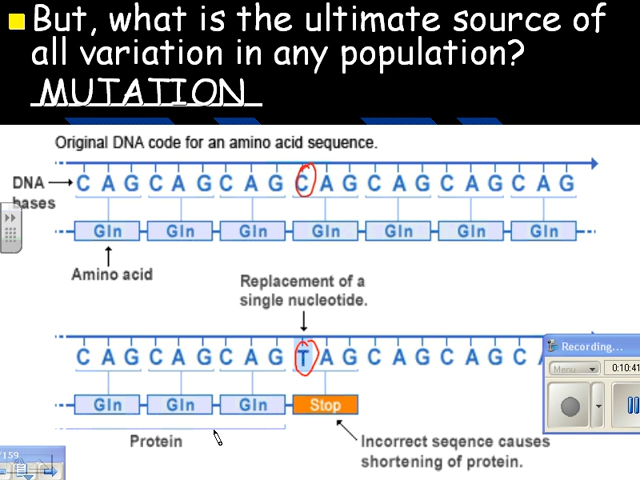 But, what is the ultimate source of
all variation in any population?
MUTATION
Original DNA code for an amino acid sequence.
DNA bases
C A G C A G C A G C A G C A G C A G C A G
Gln Gln Gln Gln Gln Gln Gln
Amino acid
Replacement of a
single nucleotide.
C A G C A G C A G T A G C A G C A G C A
Recording...
Menu...
0:10:41
Gln Gln Gln Stop
Protein
Incorrect seqence causes
shortening of protein.
/159